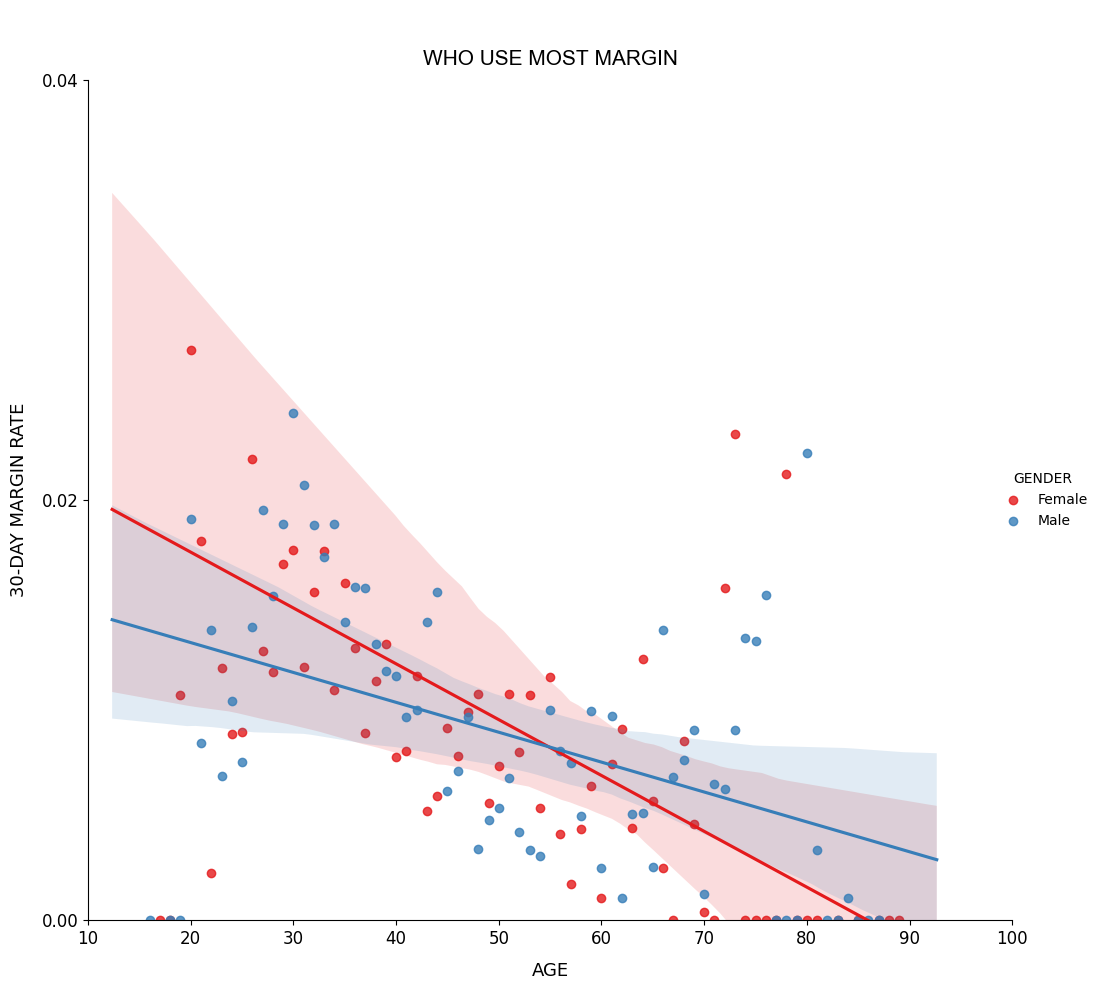 WHO USE MOST MARGIN
0.04
0.02
0.00
30-DAY MARGIN RATE
GENDER
Female
Male
10 20 30 40 50 60 70 80 90 100
AGE